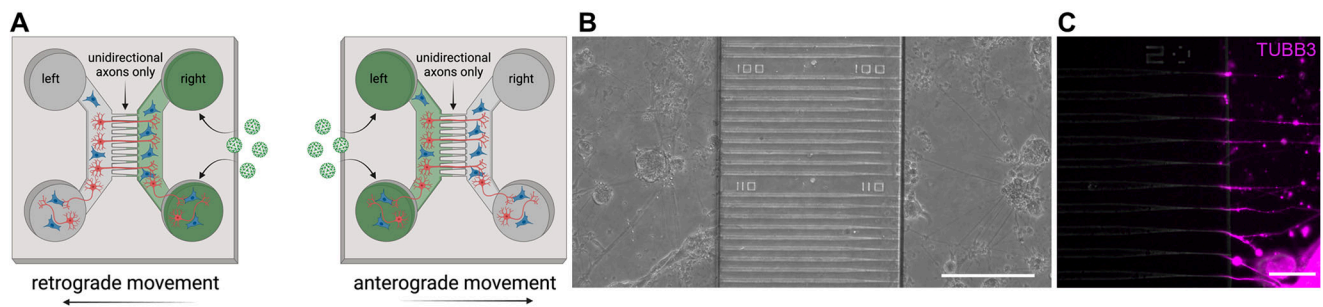 A
unidirectional
axons only
left
right
retrograde movement
unidirectional
axons only
left
right
anterograde movement
B
100
100
110
110
C
TUBB3